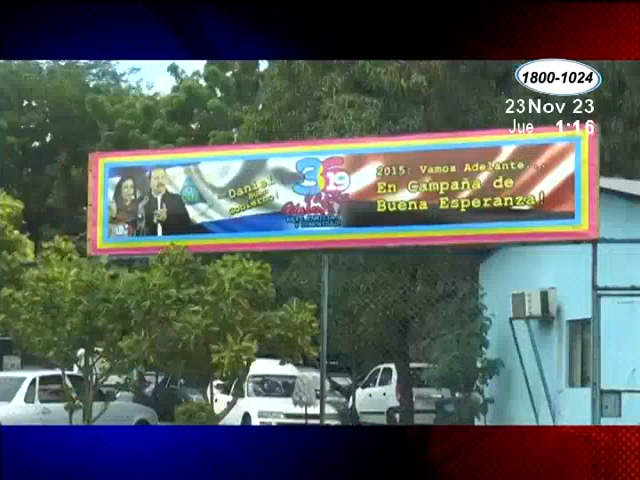 1800-1024
23Nov 23
Jue 1:16
Daniel
Gobierno!
36 19
2015: Vamos Adelante...
En Campaña de
Buena Esperanza!